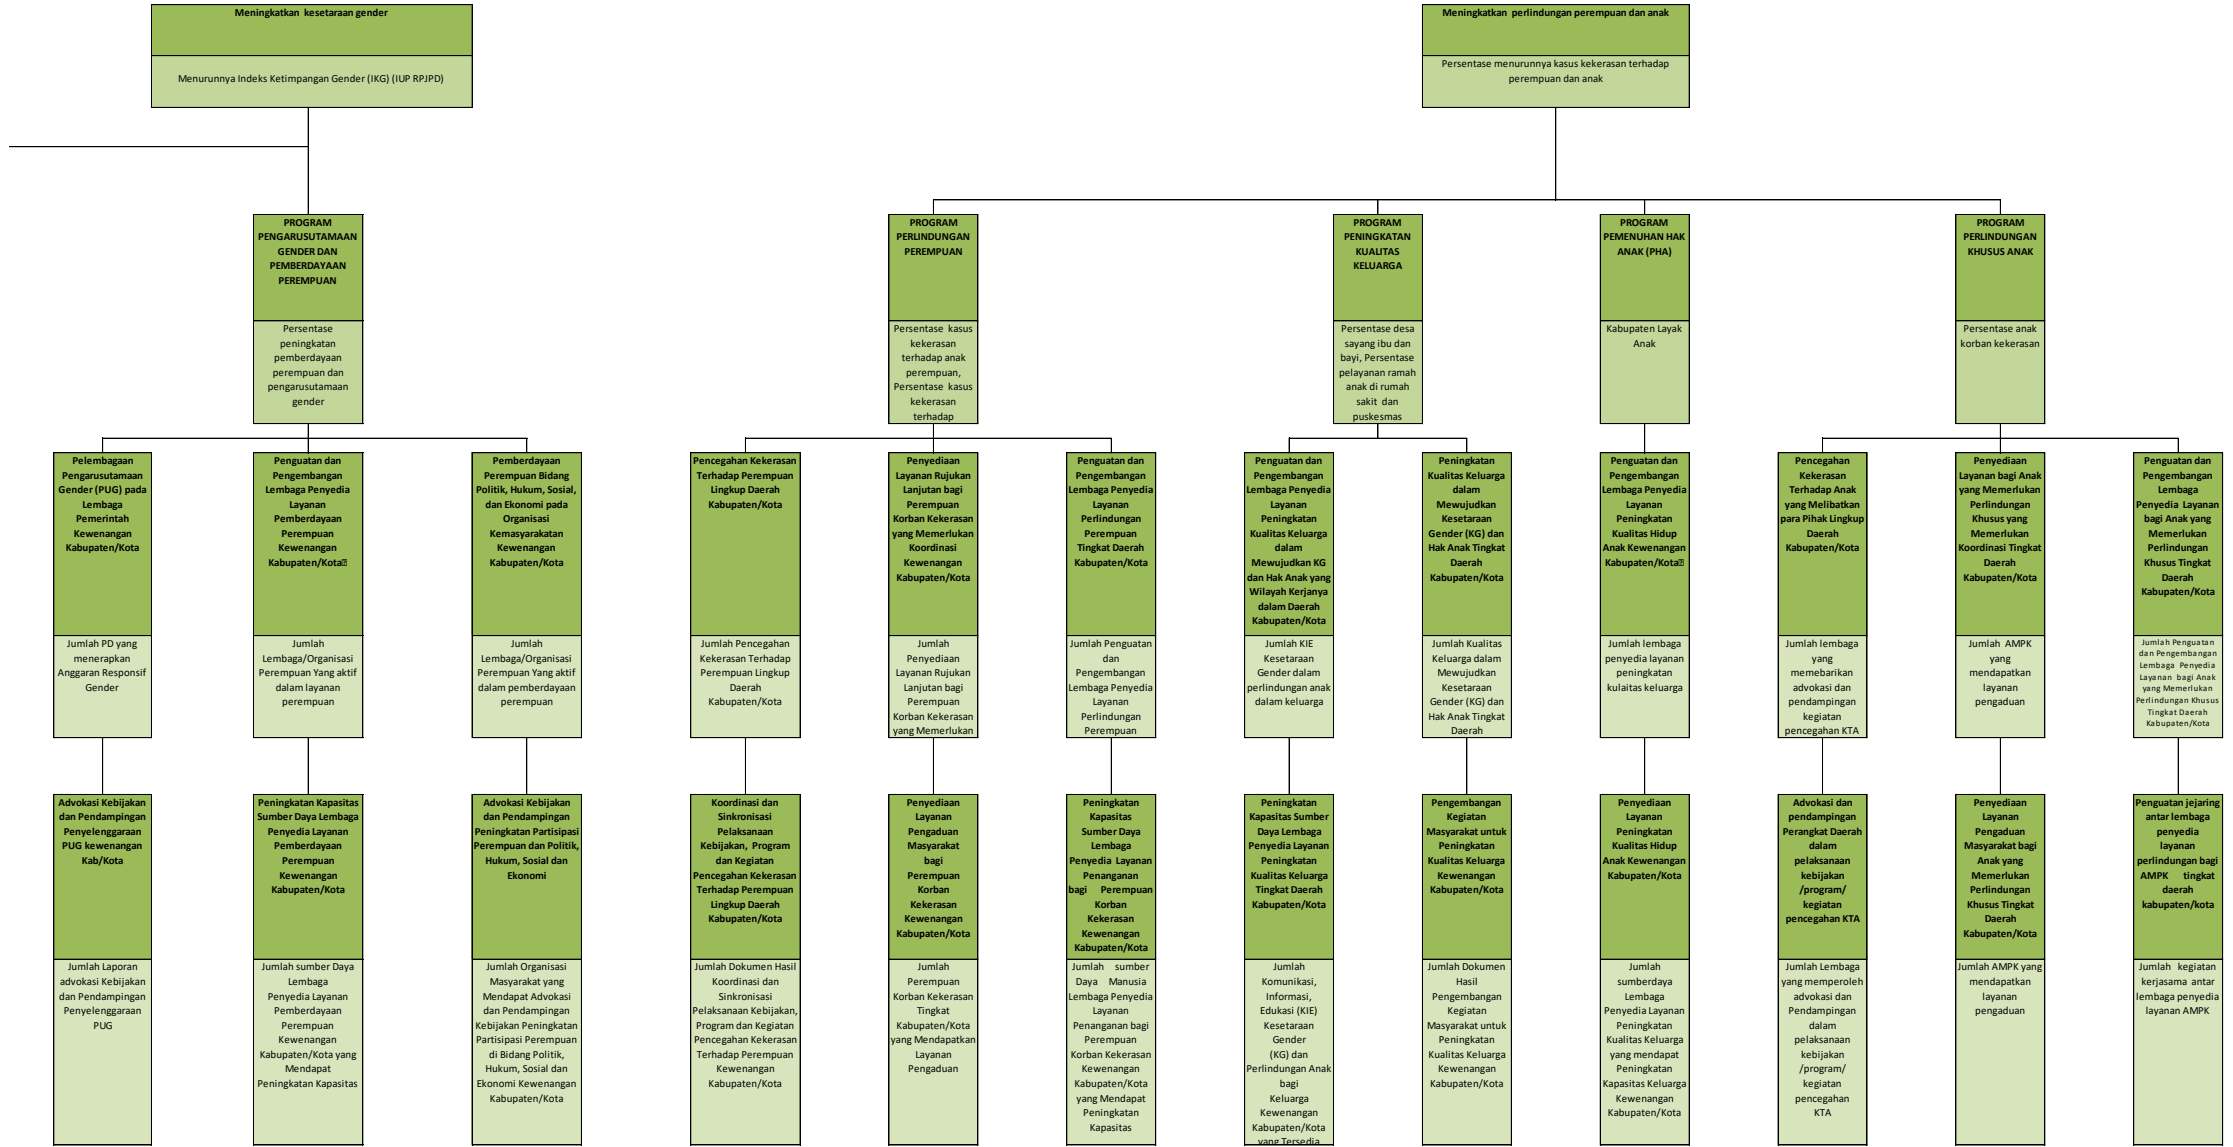 Meningkatkan kesetaraan gender
Menurunnya Indeks Ketimpangan Gender (IKG) (IUP RPJPD)
Meningkatkan perlindungan perempuan dan anak
Persentase menurunnya kasus kekerasan terhadap
perempuan dan anak
PROGRAM
PENGARUSUTAMAAN
GENDER DAN
PEMBERDAYAAN
PEREMPUAN
Persentase
peningkatan
pemberdayaan
perempuan dan
pengarusutamaan
gender
PROGRAM
PERLINDUNGAN
PEREMPUAN
Persentase kasus
kekerasan
terhadap anak
perempuan,
Persentase kasus
kekerasan
terhadap
PROGRAM
PENINGKATAN
KUALITAS
KELUARGA
Persentase desa
sayang ibu dan
bayi, Persentase
pelayanan ramah
anak di rumah
sakit dan
puskesmas
PROGRAM
PEMENUHAN HAK
ANAK (PHA)
Kabupaten Layak
Anak
PROGRAM
PERLINDUNGAN
KHUSUS ANAK
Persentase anak
korban kekerasan
Pelembagaan
Pengarusutamaan
Gender (PUG) pada
Lembaga
Pemerintah
Kewenangan
Kabupaten/Kota
Jumlah PD yang
menerapkan
Anggaran Responsif
Gender
Penguatan dan
Pengembangan
Lembaga Penyedia
Layanan
Pemberdayaan
Perempuan
Kewenangan
Kabupaten/Kota
Jumlah
Lembaga/Organisasi
Perempuan Yang aktif
dalam layanan
perempuan
Pemberdayaan
Perempuan Bidang
Politik, Hukum, Sosial,
dan Ekonomi pada
Organisasi
Kemasyarakatan
Kewenangan
Kabupaten/Kota
Jumlah
Lembaga/Organisasi
Perempuan Yang aktif
dalam pemberdayaan
perempuan
Pencegahan Kekerasan
Terhadap Perempuan
Lingkup Daerah
Kabupaten/Kota
Jumlah Pencegahan
Kekerasan Terhadap
Perempuan Lingkup
Daerah
Kabupaten/Kota
Penyediaan
Layanan Rujukan
Lanjutan bagi
Perempuan
Korban Kekerasan
yang Memerlukan
Koordinasi
Kewenangan
Kabupaten/Kota
Jumlah
Penyediaan
Layanan Rujukan
Lanjutan bagi
Perempuan
Korban Kekerasan
yang Memerlukan
Penguatan dan
Pengembangan
Lembaga Penyedia
Layanan
Perlindungan
Perempuan
Tingkat Daerah
Kabupaten/Kota
Jumlah Penguatan
dan
Pengembangan
Lembaga Penyedia
Layanan
Perlindungan
Perempuan
Penguatan dan
Pengembangan
Lembaga Penyedia
Layanan
Peningkatan
Kualitas Keluarga
dalam
Mewujudkan KG
dan Hak Anak yang
Wilayah Kerjanya
dalam Daerah
Kabupaten/Kota
Jumlah KIE
Kesetaraan
Gender dalam
perlindungan anak
dalam keluarga
Peningkatan
Kualitas Keluarga
dalam
Mewujudkan
Kesetaraan
Gender (KG) dan
Hak Anak Tingkat
Daerah
Kabupaten/Kota
Jumlah Kualitas
Keluarga dalam
Mewujudkan
Kesetaraan
Gender (KG) dan
Hak Anak Tingkat
Daerah
Penguatan dan
Pengembangan
Lembaga Penyedia
Layanan
Peningkatan
Kualitas Hidup
Anak Kewenangan
Kabupaten/Kota
Jumlah lembaga
penyedia layanan
peningkatan
kulaitas keluarga
Pencegahan
Kekerasan
Terhadap Anak
yang Melibatkan
para Pihak Lingkup
Daerah
Kabupaten/Kota
Jumlah lembaga
yang
memebarikan
advokasi dan
pendampingan
kegiatan
pencegahan KTA
Penyediaan
Layanan bagi Anak
yang Memerlukan
Perlindungan
Khusus yang
Memerlukan
Koordinasi Tingkat
Daerah
Kabupaten/Kota
Jumlah AMPK
yang
mendapatkan
layanan
pengaduan
Penguatan dan
Pengembangan
Lembaga
Penyedia Layanan
bagi Anak yang
Memerlukan
Perlindungan
Khusus Tingkat
Daerah
Kabupaten/Kota
Jumlah Penguatan
dan Pengembangan
Lembaga Penyedia
Layanan bagi Anak
yang Memerlukan
Perlindungan Khusus
Tingkat Daerah
Kabupaten/Kota
Advokasi Kebijakan
dan Pendampingan
Penyelenggaraan
PUG kewenangan
Kab/Kota
Jumlah Laporan
advokasi Kebijakan
dan Pendampingan
Penyelenggaraan
PUG
Peningkatan Kapasitas
Sumber Daya Lembaga
Penyedia Layanan
Pemberdayaan
Perempuan
Kewenangan
Kabupaten/Kota
Jumlah sumber Daya
Lembaga
Penyedia Layanan
Pemberdayaan
Perempuan
Kewenangan
Kabupaten/Kota yang
Mendapat
Peningkatan Kapasitas
Advokasi Kebijakan
dan Pendampingan
Peningkatan Partisipasi
Perempuan dan Politik,
Hukum, Sosial dan
Ekonomi
Jumlah Organisasi
Masyarakat yang
Mendapat Advokasi
dan Pendampingan
Kebijakan Peningkatan
Partisipasi Perempuan
di Bidang Politik,
Hukum, Sosial dan
Ekonomi Kewenangan
Kabupaten/Kota
Koordinasi dan
Sinkronisasi
Pelaksanaan
Kebijakan, Program
dan Kegiatan
Pencegahan Kekerasan
Terhadap Perempuan
Lingkup Daerah
Kabupaten/Kota
Jumlah Dokumen Hasil
Koordinasi dan
Sinkronisasi
Pelaksanaan Kebijakan,
Program dan Kegiatan
Pencegahan Kekerasan
Terhadap Perempuan
Kewenangan
Kabupaten/Kota
Penyediaan
Layanan
Pengaduan
Masyarakat
bagi
Perempuan
Korban
Kekerasan
Kewenangan
Kabupaten/Kota
Jumlah
Perempuan
Korban Kekerasan
Tingkat
Kabupaten/Kota
yang Mendapatkan
Layanan
Pengaduan
Peningkatan
Kapasitas
Sumber Daya
Lembaga
Penyedia Layanan
Penanganan
bagi Perempuan
Korban
Kekerasan
Kewenangan
Kabupaten/Kota
Jumlah sumber
Daya Manusia
Lembaga Penyedia
Layanan
Penanganan bagi
Perempuan
Korban Kekerasan
Kewenangan
Kabupaten/Kota
yang Mendapat
Peningkatan
Kapasitas
Peningkatan
Kapasitas Sumber
Daya Lembaga
Penyedia Layanan
Peningkatan
Kualitas Keluarga
Tingkat Daerah
Kabupaten/Kota
Jumlah
Komunikasi,
Informasi,
Edukasi (KIE)
Kesetaraan
Gender
(KG) dan
Perlindungan Anak
bagi
Keluarga
Kewenangan
Kabupaten/Kota
yang Tersedia
Pengembangan
Kegiatan
Masyarakat untuk
Peningkatan
Kualitas Keluarga
Kewenangan
Kabupaten/Kota
Jumlah Dokumen
Hasil
Pengembangan
Kegiatan
Masyarakat untuk
Peningkatan
Kualitas Keluarga
Kewenangan
Kabupaten/Kota
Penyediaan
Layanan
Peningkatan
Kualitas Hidup
Anak Kewenangan
Kabupaten/Kota
Jumlah
sumberdaya
Lembaga
Penyedia Layanan
Peningkatan
Kualitas Keluarga
yang mendapat
Peningkatan
Kapasitas Keluarga
Kewenangan
Kabupaten/Kota
Advokasi dan
pendampingan
Perangkat Daerah
dalam
pelaksanaan
kebijakan
/program/
kegiatan
pencegahan KTA
Jumlah Lembaga
yang memperoleh
advokasi dan
Pendampingan
dalam
pelaksanaan
kebijakan
/program/
kegiatan
pencegahan
KTA
Penyediaan
Layanan
Pengaduan
Masyarakat bagi
Anak yang
Memerlukan
Perlindungan
Khusus Tingkat
Daerah
Kabupaten/Kota
Jumlah AMPK yang
mendapatkan
layanan
pengaduan
Penguatan jejaring
antar lembaga
penyedia
layanan
perlindungan bagi
AMPK tingkat
daerah
kabupaten/kota
Jumlah kegiatan
kerjasama antar
lembaga penyedia
layanan AMPK